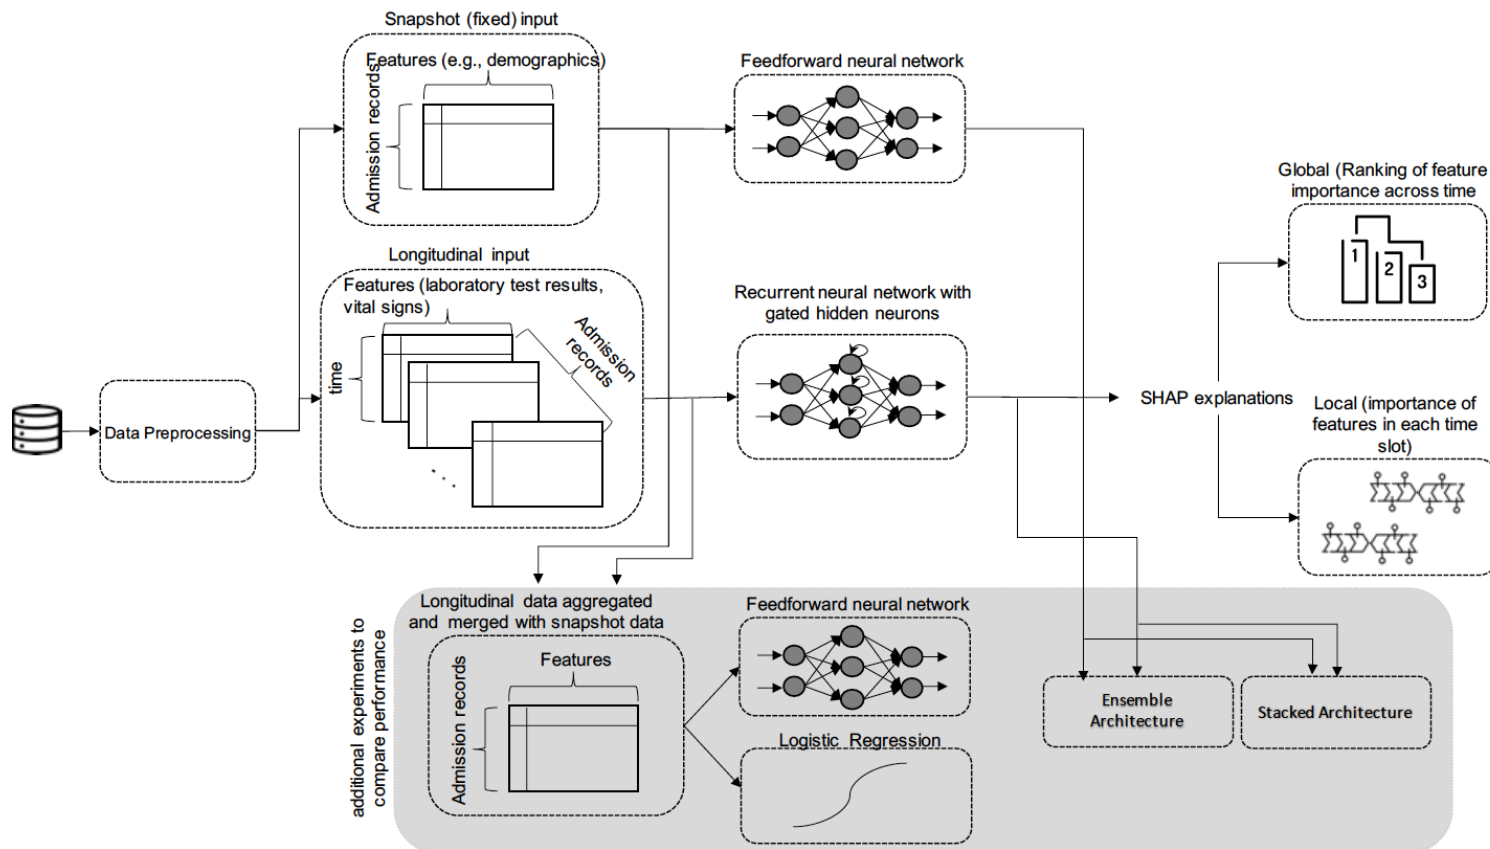 Snapshot (fixed) input
Features (e.g., demographics)
Admission records
Feedforward neural network
Global (Ranking of feature
importance across time
1
2
3
Longitudinal input
Features (laboratory test results,
vital signs)
time
Admission
records
Recurrent neural network with
gated hidden neurons
Data Preprocessing
SHAP explanations
Local (importance of
features in each time
slot)
additional experiments to
compare performance
Longitudinal data aggregated
and merged with snapshot data
Features
Admission records
Feedforward neural network
Logistic Regression
Ensemble
Architecture
Stacked Architecture